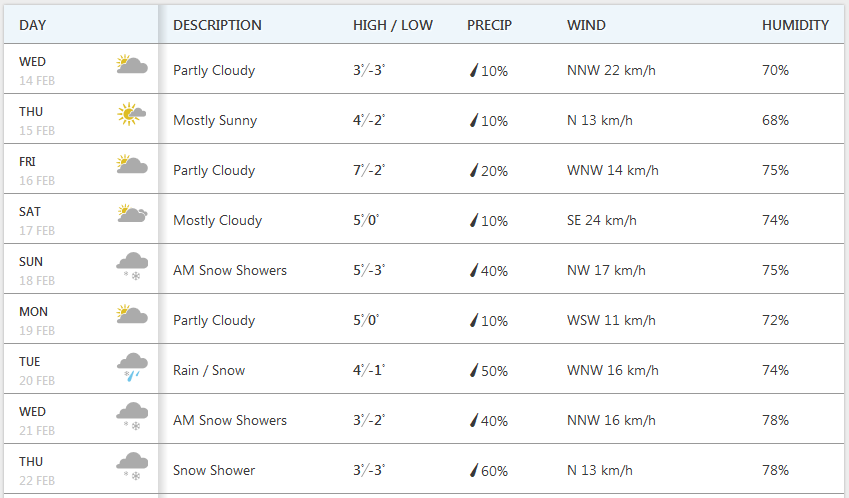 DAY DESCRIPTION HIGH / LOW PRECIP WIND HUMIDITY
WED
14 FEB
Partly Cloudy 3°/-3° 10% NNW 22 km/h 70%
THU
15 FEB
Mostly Sunny 4°/-2° 10% N 13 km/h 68%
FRI
16 FEB
Partly Cloudy 7°/-2° 20% WNW 14 km/h 75%
SAT
17 FEB
Mostly Cloudy 5°/0° 10% SE 24 km/h 74%
SUN
18 FEB
AM Snow Showers 5°/-3° 40% NW 17 km/h 75%
MON
19 FEB
Partly Cloudy 5°/0° 10% WSW 11 km/h 72%
TUE
20 FEB
Rain / Snow 4°/-1° 50% WNW 16 km/h 74%
WED
21 FEB
AM Snow Showers 3°/-2° 40% NNW 16 km/h 78%
THU
22 FEB
Snow Shower 3°/-3° 60% N 13 km/h 78%